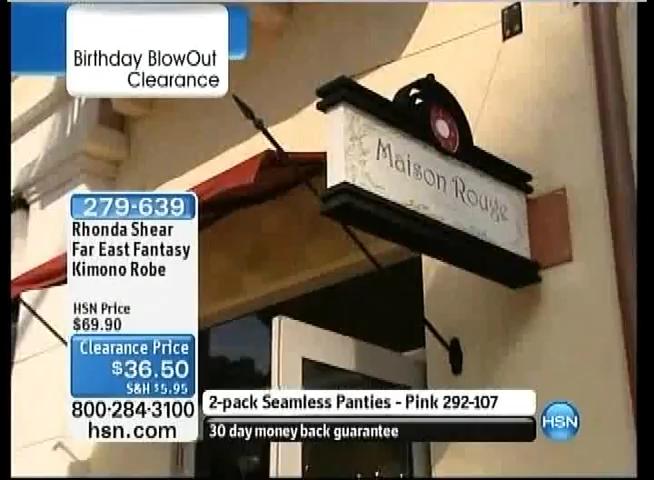 Birthday BlowOut
Clearance
Maison Rouge
279-639
Rhonda Shear
Far East Fantasy
Kimono Robe
HSN Price
$69.90
Clearance Price
$36.50
S&H $5.95
800-284-3100
hsn.com
2-pack Seamless Panties - Pink 292-107
30 day money back guarantee
HSN